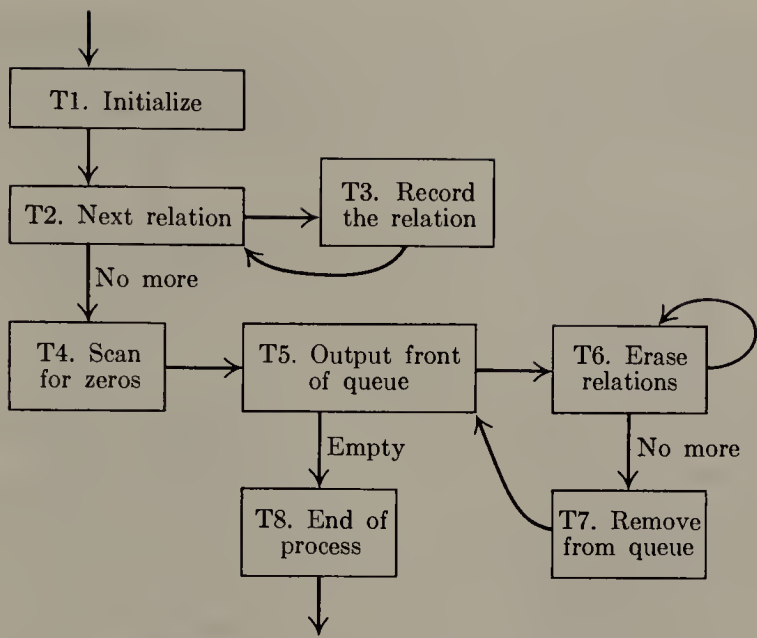 T1. Initialize
T2. Next relation
T3. Record
the relation
No more
T4. Scan
for zeros
T5. Output front
of queue
T6. Erase
relations
Empty
No more
T8. End of
process
T7. Remove
from queue